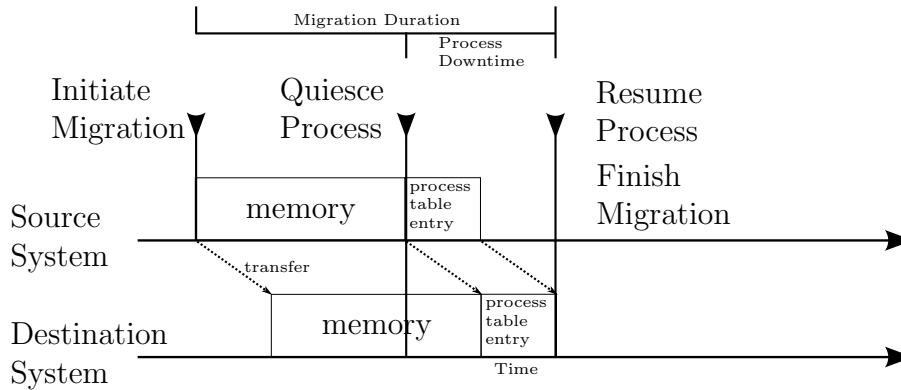 Migration Duration
Process
Downtime
Initiate
Migration
Quiesce
Process
Resume
Process
Finish
Migration
Source
System
memory
process
table
entry
transfer
Destination
System
memory
process
table
entry
Time